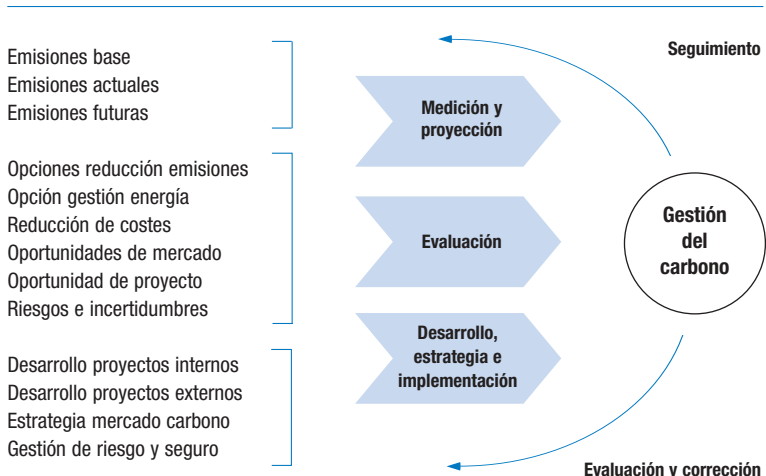 Emisiones base
Emisiones actuales
Emisiones futuras
Opciones reducción emisiones
Opción gestión energía
Reducción de costes
Oportunidades de mercado
Oportunidad de proyecto
Riesgos e incertidumbres
Desarrollo proyectos internos
Desarrollo proyectos externos
Estrategia mercado carbono
Gestión de riesgo y seguro
Medición y
proyección
Evaluación
Desarrollo,
estrategia e
implementación
Seguimiento
Gestión
del
carbono
Evaluación y corrección